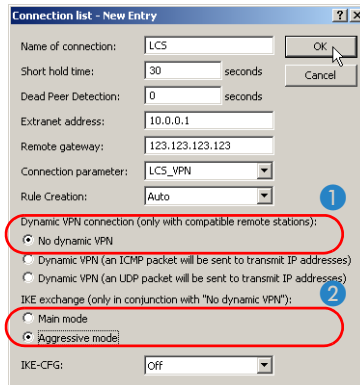 Connection list - New Entry
Name of connection: LCS OK
Short hold time: 30 seconds Cancel
Dead Peer Detection: 0 seconds
Extranet address: 10.0.0.1
Remote gateway: 123.123.123.123
Connection parameter: LCS_VPN
Rule Creation: Auto
1
Dynamic VPN connection (only with compatible remote stations):
No dynamic VPN
Dynamic VPN (an ICMP packet will be sent to transmit IP addresses)
Dynamic VPN (an UDP packet will be sent to transmit IP addresses)
2
IKE exchange (only in conjunction with "No dynamic VPN"):
Main mode
Aggressive mode
IKE-CFG: Off